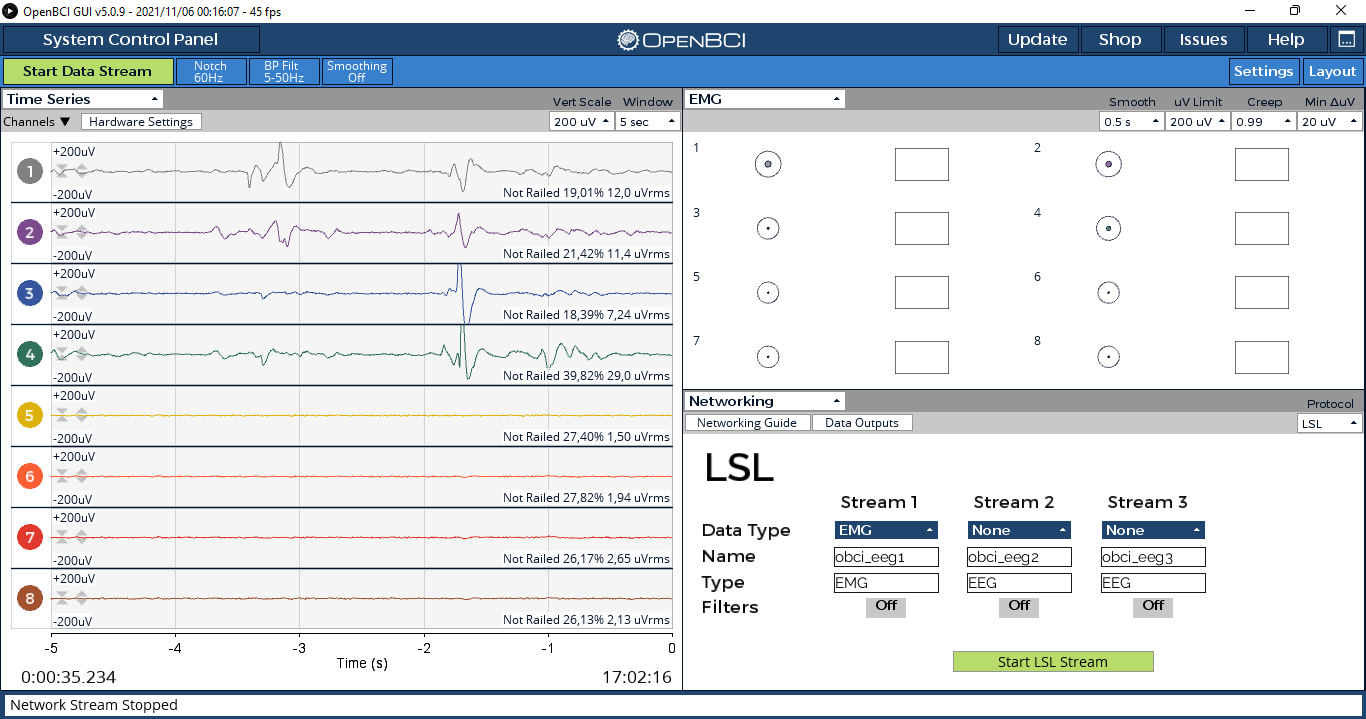 OpenBCI GUI v5.0.9 - 2021/11/06 00:16:07 - 45 fps
System Control Panel
OPENBCI
Update
Shop
Issues
Help
Start Data Stream
Notch
60Hz
BP Filt
5-50Hz
Smoothing
Off
Settings
Layout
Time Series
Vert Scale
Window
Channels
Hardware Settings
200 uV
5 sec
1
+200uV
-200uV
Not Railed 19,01% 12,0 uVrms
2
+200uV
-200uV
Not Railed 21,42% 11,4 uVrms
3
+200uV
-200uV
Not Railed 18,39% 7,24 uVrms
4
+200uV
-200uV
Not Railed 39,82% 29,0 uVrms
5
+200uV
-200uV
Not Railed 27,40% 1,50 uVrms
6
+200uV
-200uV
Not Railed 27,82% 1,94 uVrms
7
+200uV
-200uV
Not Railed 26,17% 2,65 uVrms
8
+200uV
-200uV
Not Railed 26,13% 2,13 uVrms
-5 -4 -3 -2 -1 0
Time (s)
0:00:35.234
17:02:16
EMG
Smooth
uV Limit
Creep
Min ΔuV
0.5 s
200 uV
0.99
20 uV
1
2
3
4
5
6
7
8
Networking
Protocol
Networking Guide
Data Outputs
LSL
LSL
Stream 1
Stream 2
Stream 3
Data Type
EMG
None
None
Name
obci_eeg1
obci_eeg2
obci_eeg3
Type
EMG
EEG
EEG
Filters
Off
Off
Off
Start LSL Stream
Network Stream Stopped